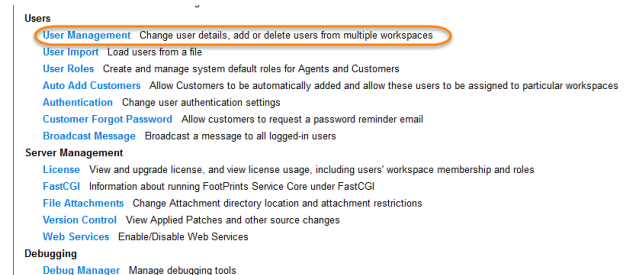 Users
User Management Change user details, add or delete users from multiple workspaces
User Import Load users from a file
User Roles Create and manage system default roles for Agents and Customers
Auto Add Customers Allow Customers to be automatically added and allow these users to be assigned to particular workspaces
Authentication Change user authentication settings
Customer Forgot Password Allow customers to request a password reminder email
Broadcast Message Broadcast a message to all logged-in users
Server Management
License View and upgrade license, and view license usage, including users' workspace membership and roles
FastCGI Information about running FootPrints Service Core under FastCGI
File Attachments Change Attachment directory location and attachment restrictions
Version Control View Applied Patches and other source changes
Web Services Enable/Disable Web Services
Debugging
Debug Manager Manage debugging tools